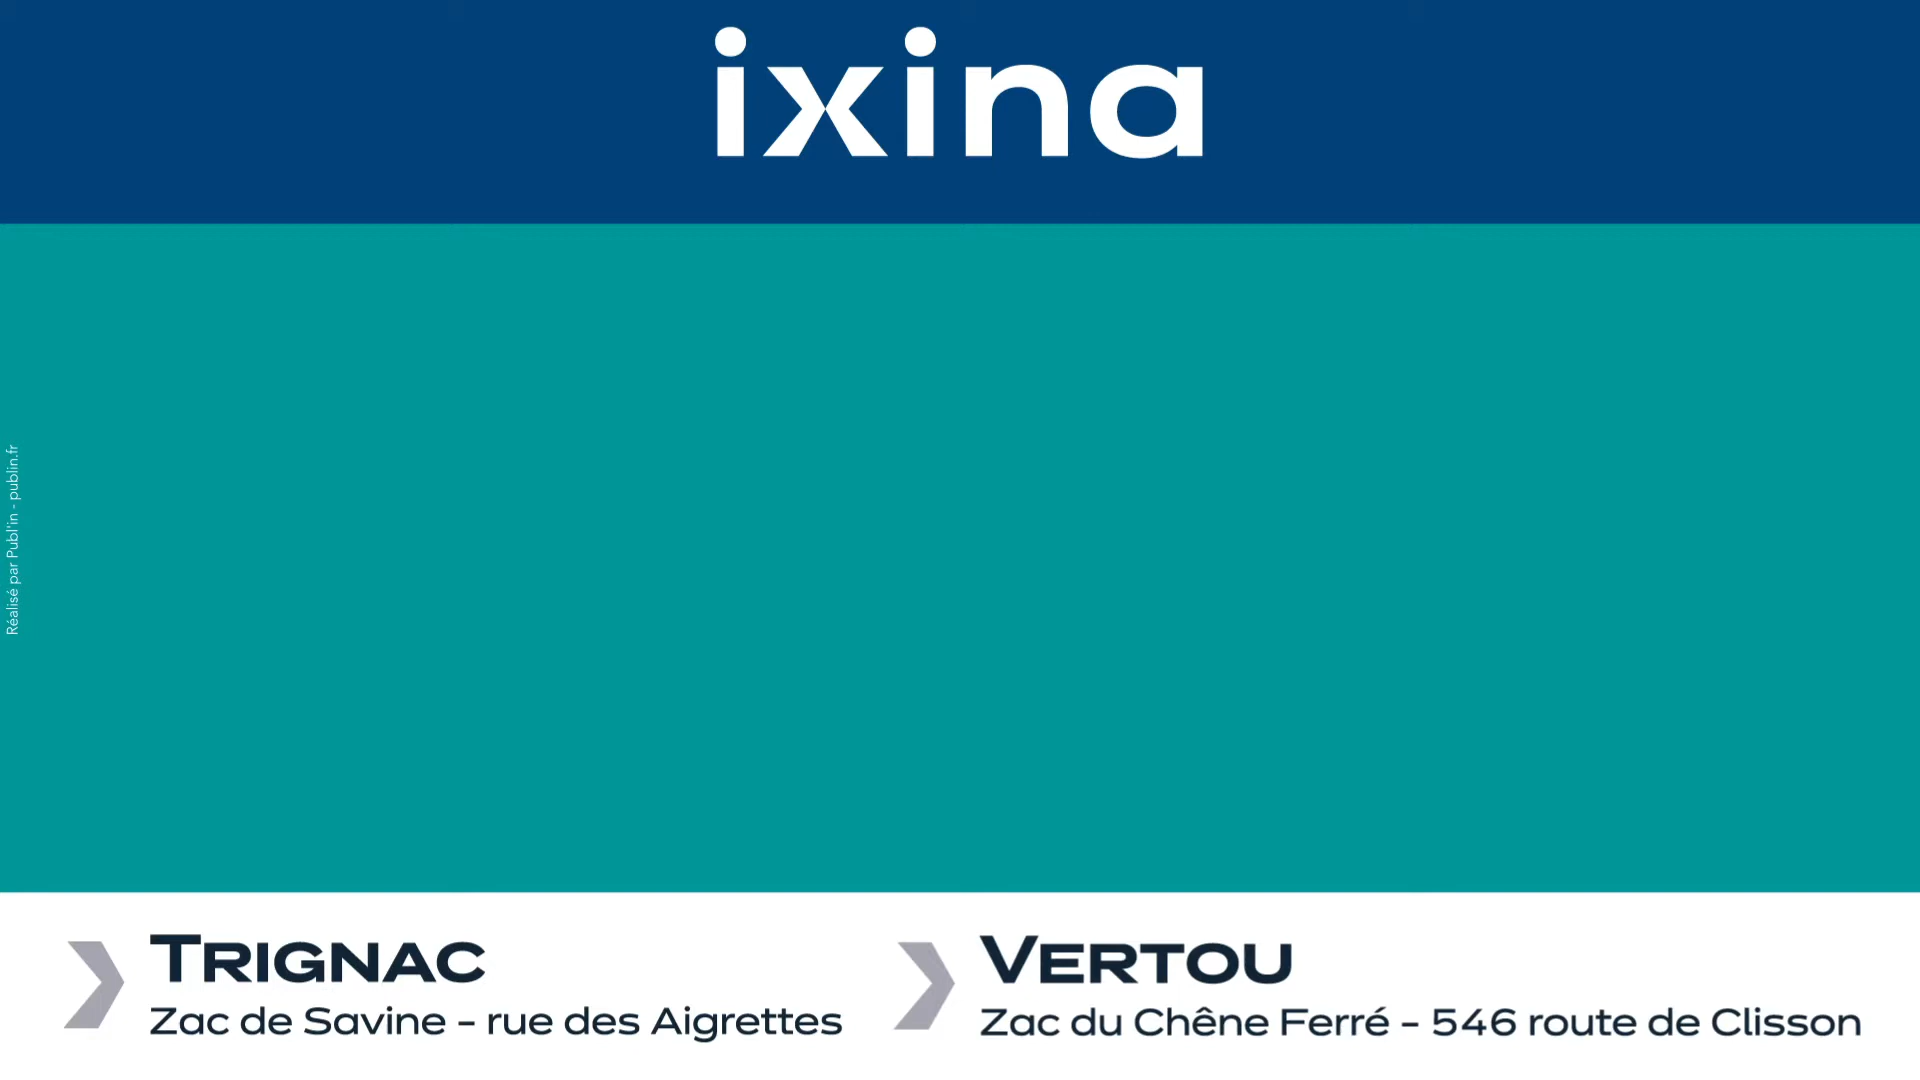 ixina
Réalisé par Publ'in - publin.fr
TRIGNAC
Zac de Savine - rue des Aigrettes
VERTOU
Zac du Chêne Ferré - 546 route de Clisson